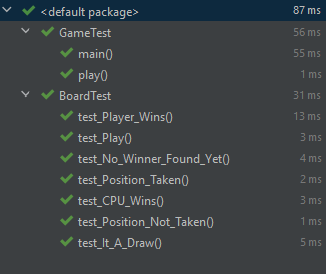 <default package> 87 ms
GameTest 56 ms
main() 55 ms
play() 1 ms
BoardTest 31 ms
test_Player_Wins() 13 ms
test_Play() 3 ms
test_No_Winner_Found_Yet() 4 ms
test_Position_Taken() 2 ms
test_CPU_Wins() 3 ms
test_Position_Not_Taken() 1 ms
test_It_A_Draw() 5 ms